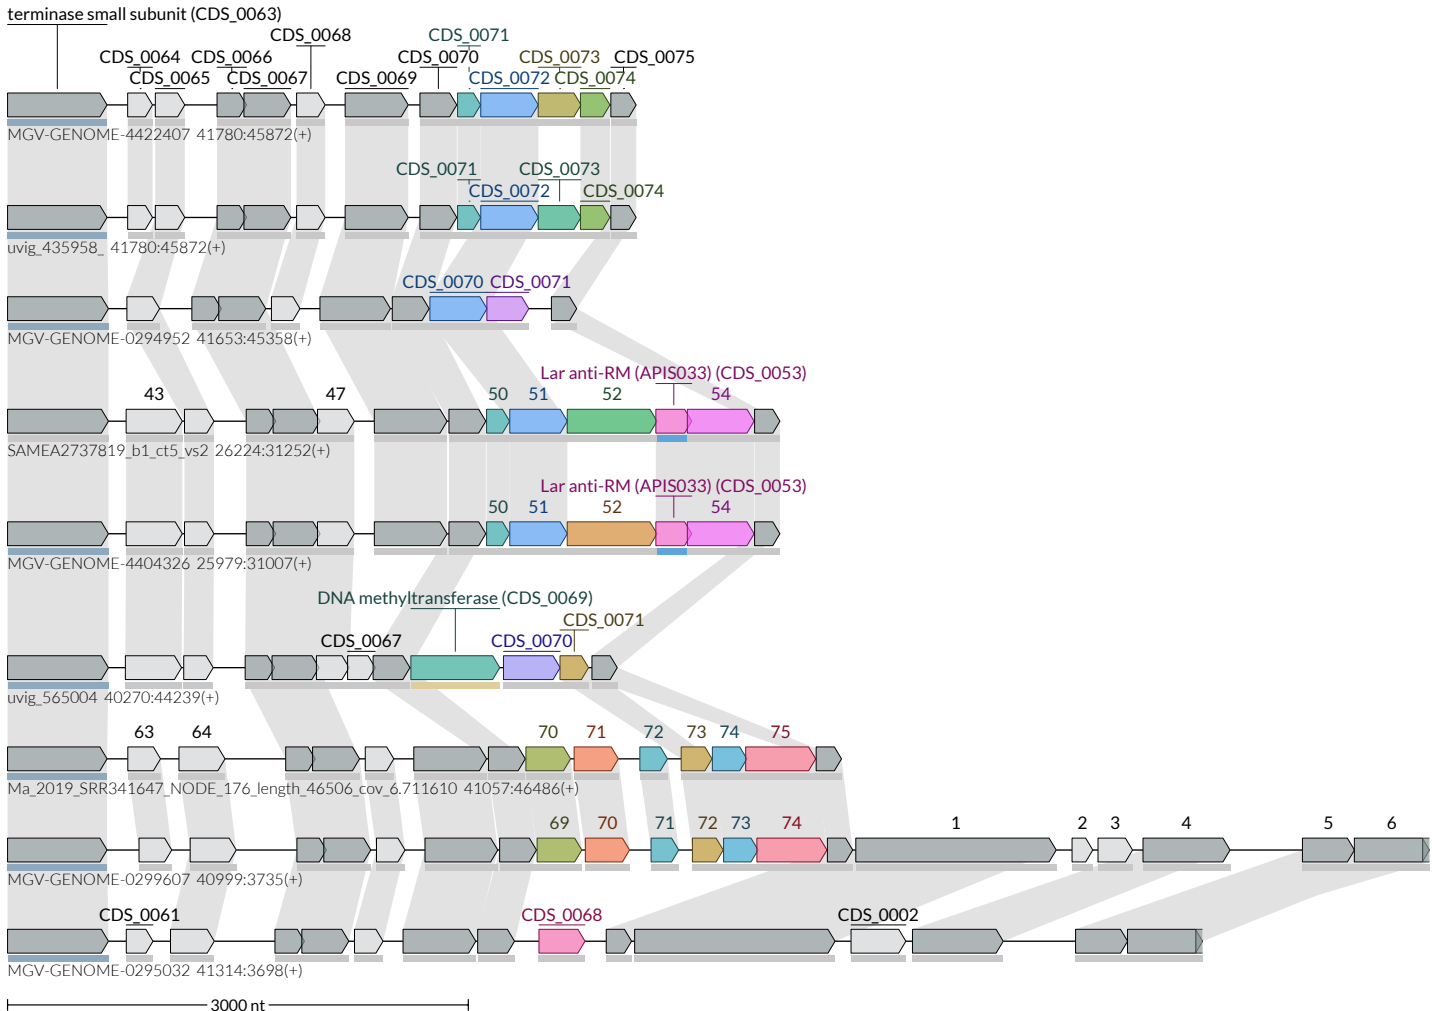 terminase small subunit (CDS_0063)
CDS_0068 CDS_0071
CDS_0064 CDS_0066 CDS_0070 CDS_0073 CDS_0075
CDS_0065 CDS_0067 CDS_0069 CDS_0072 CDS_0074
MGV-GENOME-4422407 41780:45872(+)
CDS_0071 CDS_0073
CDS_0072 CDS_0074
uvig_435958_ 41780:45872(+)
CDS_0070 CDS_0071
MGV-GENOME-0294952 41653:45358(+)
Lar anti-RM (APIS033) (CDS_0053)
43 47 50 51 52 54
SAMEA2737819_b1_ct5_vs2 26224:31252(+)
Lar anti-RM (APIS033) (CDS_0053)
50 51 52 54
MGV-GENOME-4404326 25979:31007(+)
DNA methyltransferase (CDS_0069)
CDS_0071
CDS_0067 CDS_0070
uvig_565004 40270:44239(+)
63 64 70 71 72 73 74 75
Ma_2019_SRR341647_NODE_176_length_46506_cov_6.711610 41057:46486(+)
69 70 71 72 73 74 1 2 3 4 5 6
MGV-GENOME-0299607 40999:3735(+)
CDS_0061 CDS_0068 CDS_0002
MGV-GENOME-0295032 41314:3698(+)
3000 nt